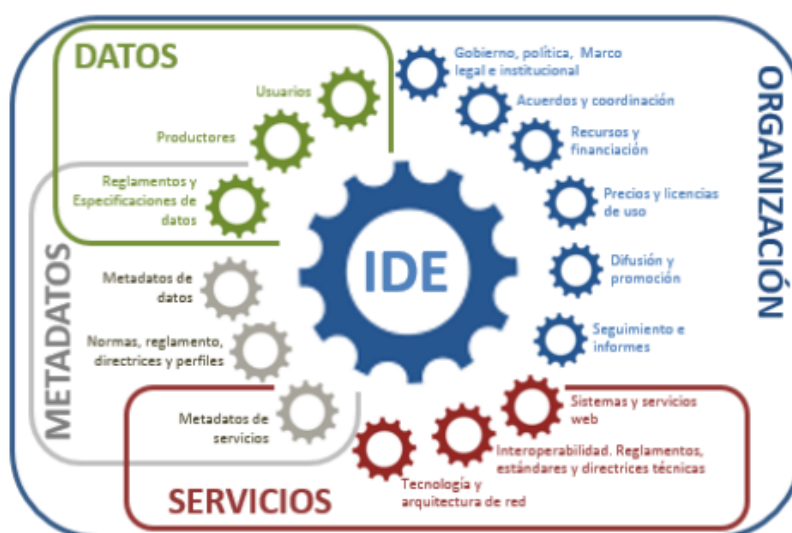 DATOS
Usuarios
Productores
Reglamentos y
Especificaciones de
datos
METADATOS
Metadatos de
datos
Normas, reglamento,
directrices y perfiles
Metadatos de
servicios
IDE
ORGANIZACIÓN
Gobierno, política, Marco
legal e institucional
Acuerdos y coordinación
Recursos y
financiación
Precios y licencias
de uso
Difusión y
promoción
Seguimiento e
informes
Sistemas y servicios
web
Interoperabilidad. Reglamentos,
estándares y directrices técnicas
Tecnología y
arquitectura de red
SERVICIOS